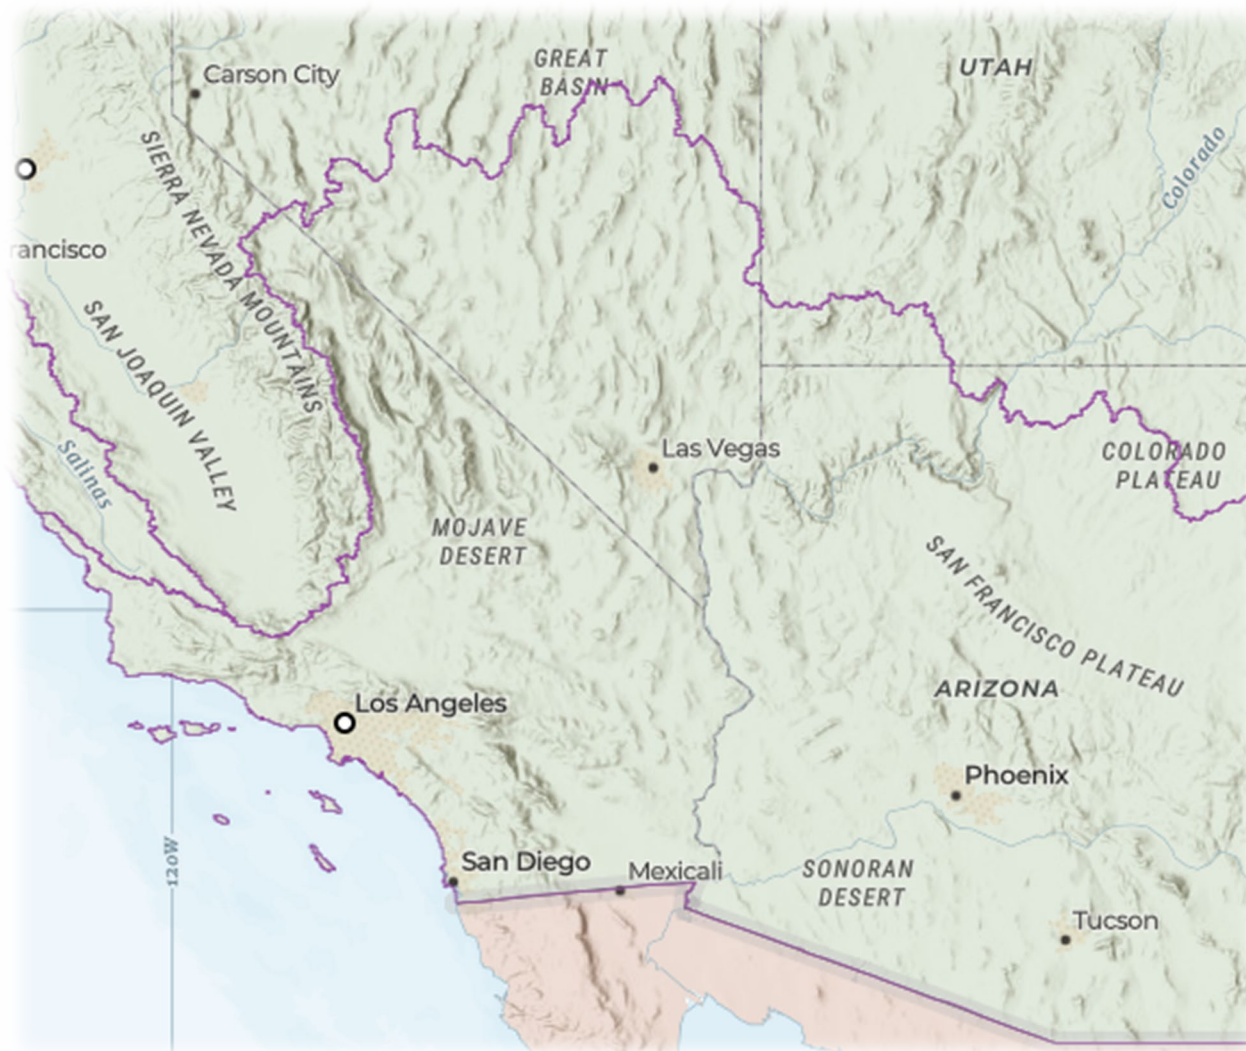 GREAT
BASIN
UTAH
Carson City
Colorado
SIERRA NEVADA MOUNTAINS
rancisco
SAN JOAQUIN VALLEY
Salinas
Las Vegas
COLORADO
PLATEAU
MOJAVE
DESERT
SAN FRANCISCO PLATEAU
ARIZONA
Los Angeles
Phoenix
120W
San Diego
Mexicali
SONORAN
DESERT
Tucson